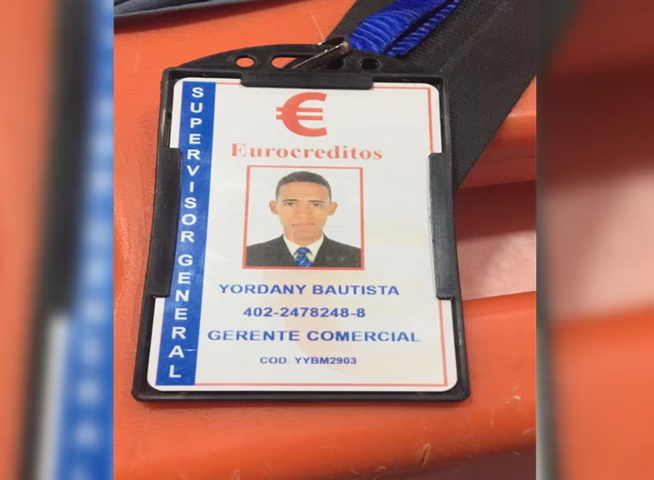 SUPERVISOR GENERAL
€
Eurocreditos
YORDANY BAUTISTA
402-2478248-8
GERENTE COMERCIAL
COD. YYBM2903